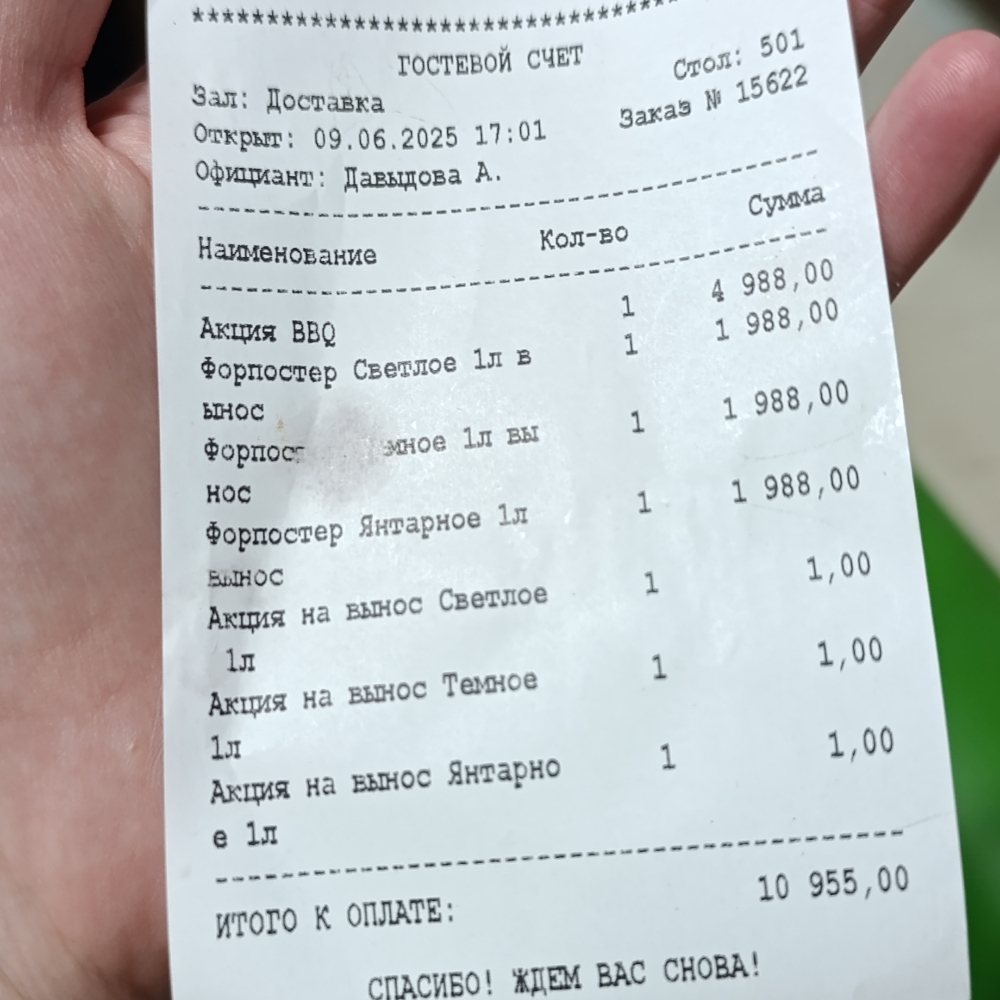 ********************************
ГОСТЕВОЙ СЧЕТ
Зал: Доставка Стол: 501
Открыт: 09.06.2025 17:01 Заказ № 15622
Официант: Давыдова А.
Наименование Кол-во Сумма
Акция BBQ 1 4 988,00
Форпостер Светлое 1л в 1 1 988,00
ынос
Форпос мное 1л вы 1 1 988,00
нос
Форпостер Янтарное 1л 1 1 988,00
вынос
Акция на вынос Светлое 1 1,00
1л
Акция на вынос Темное 1 1,00
1л
Акция на вынос Янтарно 1 1,00
е 1л
ИТОГО К ОПЛАТЕ: 10 955,00
СПАСИБО! ЖДЕМ ВАС СНОВА!